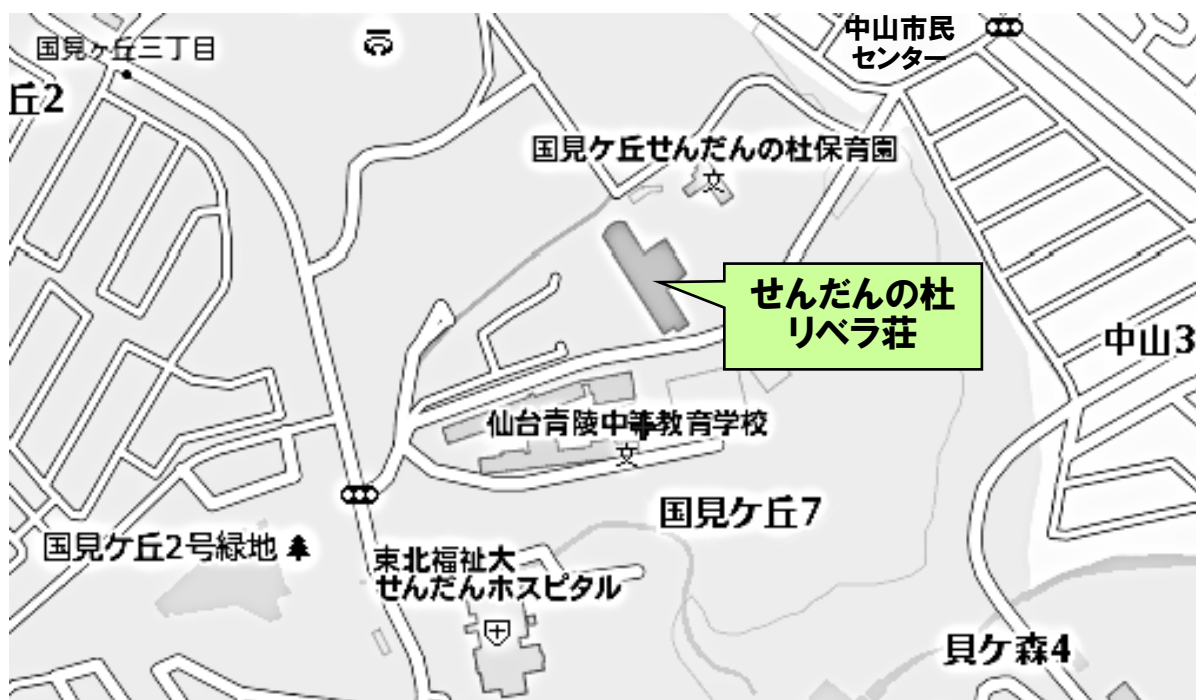 中山市民
センター
国見ヶ丘三丁目
丘2
国見ケ丘せんだんの杜保育園
文
せんだんの杜
リベラ荘
中山3
仙台青陵中等教育学校
文
国見ケ丘7
国見ケ丘2号緑地
東北福祉大
せんだんホスピタル
貝ケ森4